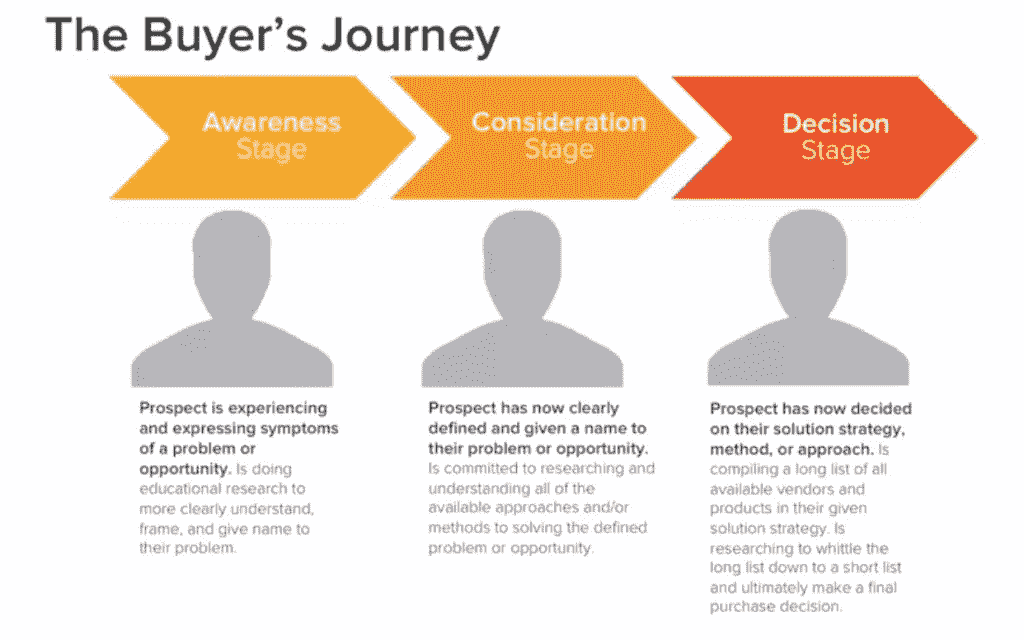 The Buyer's Journey
Awareness
Stage
Consideration
Stage
Decision
Stage
Prospect is experiencing
and expressing symptoms
of a problem or
opportunity. Is doing
educational research to
more clearly understand,
frame, and give name to
their problem.
Prospect has now clearly
defined and given a name to
their problem or opportunity.
Is committed to researching and
understanding all of the
available approaches and/or
methods to solving the defined
problem or opportunity.
Prospect has now decided
on their solution strategy,
method, or approach. Is
compiling a long list of all
available vendors and
products in their given
solution strategy. Is
researching to whittle the
long list down to a short list
and ultimately make a final
purchase decision.